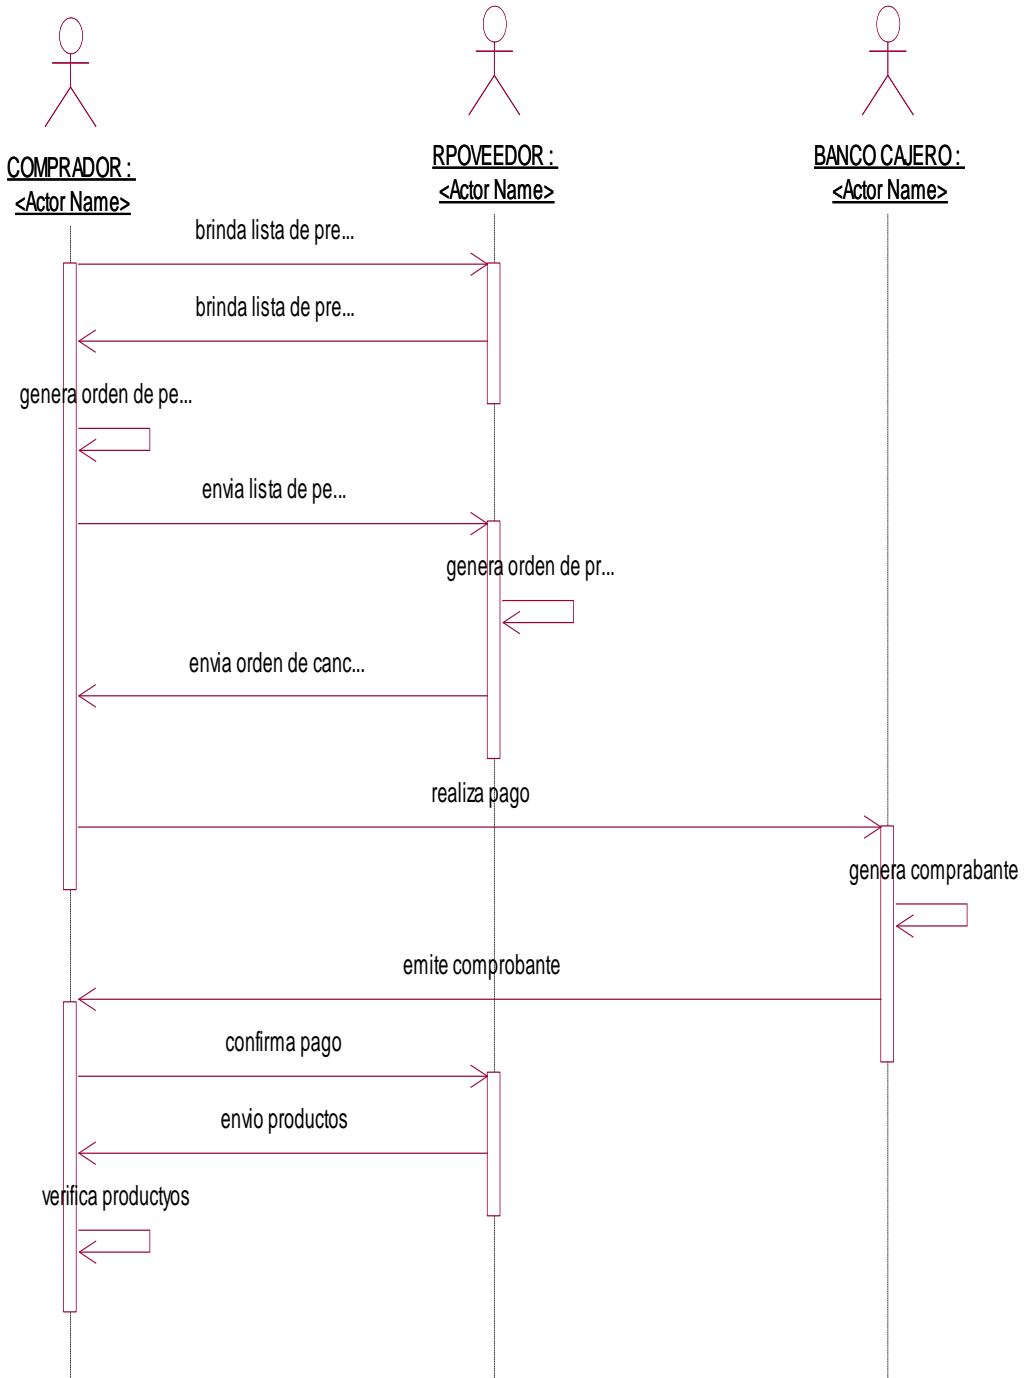 COMPRADOR :
<Actor Name>
RPOVEEDOR :
<Actor Name>
BANCO CAJERO :
<Actor Name>
brinda lista de pre...
brinda lista de pre...
genera orden de pe...
envia lista de pe...
genera orden de pr...
envia orden de canc...
realiza pago
genera comprabante
emite comprobante
confirma pago
envio productos
verifica productyos